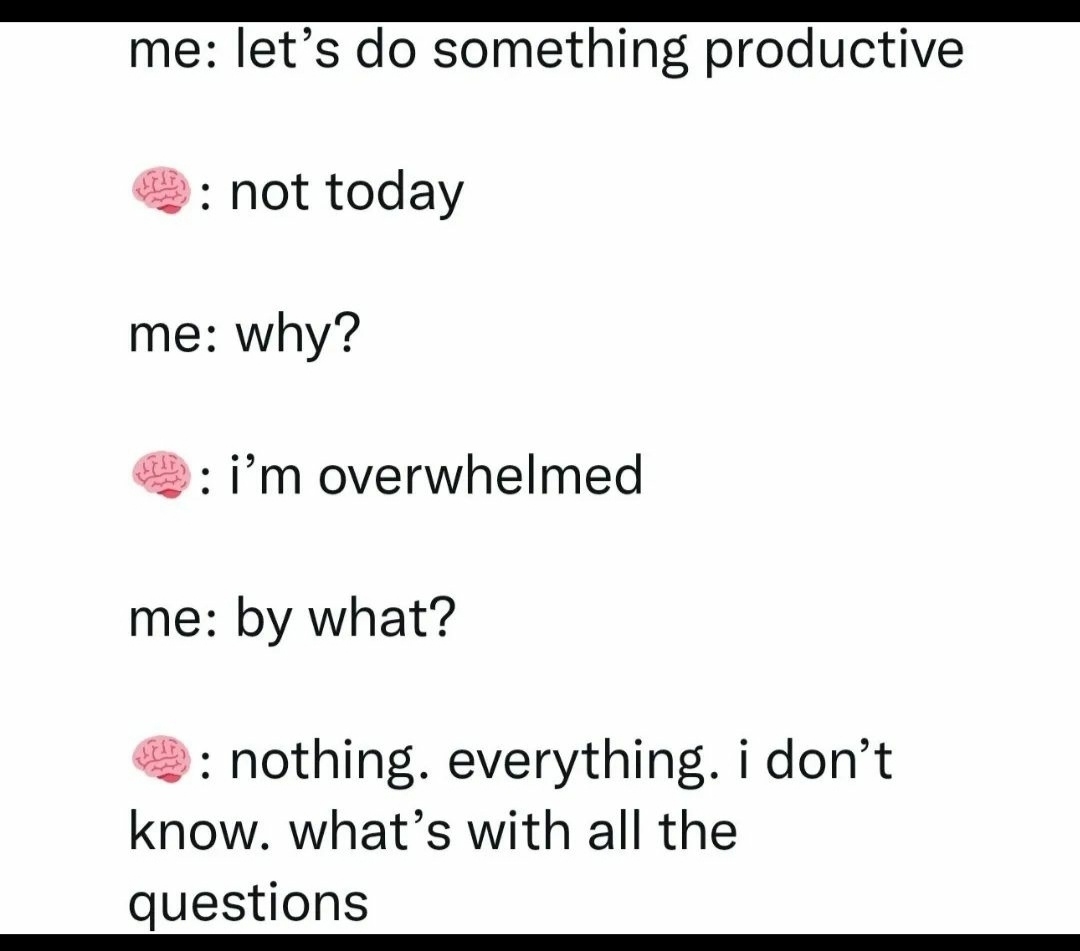 me: let’s do something productive
🧠: not today
me: why?
🧠: i’m overwhelmed
me: by what?
🧠: nothing. everything. i don’t
know. what’s with all the
questions